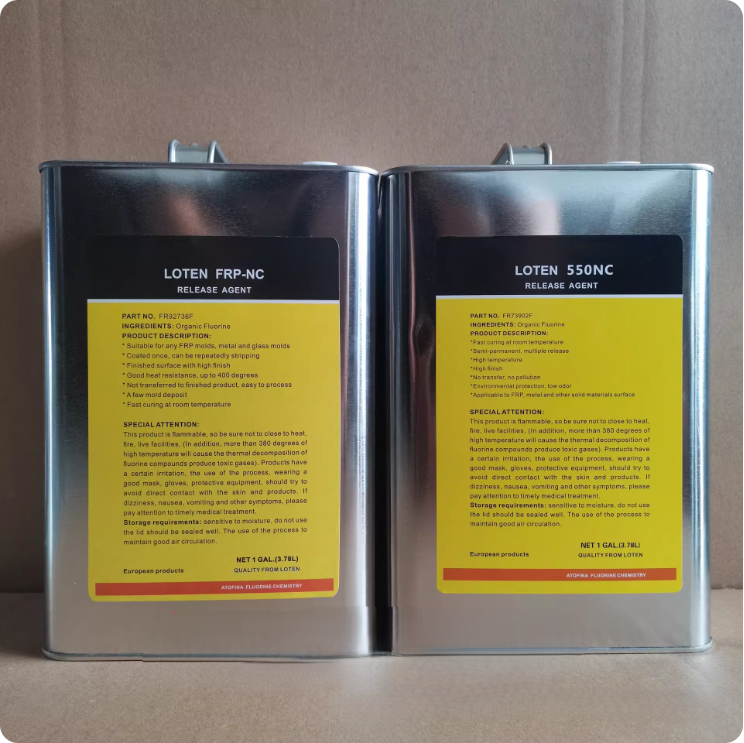 LOTEN FRP-NC
RELEASE AGENT
PART NO. FR92738F
INGREDIENTS: Organic Fluorine
PRODUCT DESCRIPTION:
* Suitable for any FRP molds, metal and glass molds
* Coated once, can be repeatedly stripping
* Finished surface with high finish
* Good heat resistance, up to 400 degrees
* Not transferred to finished product, easy to process
* A few mold deposit
* Fast curing at room temperature
SPECIAL ATTENTION:
This product is flammable, so be sure not to close to heat,
fire, live facilities. (In addition, more than 380 degrees of
high temperature will cause the thermal decomposition of
fluorine compounds produce toxic gases). Products have
a certain irritation, the use of the process, wearing a
good mask, gloves, protective equipment, should try to
avoid direct contact with the skin and products. If
dizziness, nausea, vomiting and other symptoms, please
pay attention to timely medical treatment.
Storage requirements: sensitive to moisture, do not use
the lid should be sealed well. The use of the process to
maintain good air circulation.
NET 1 GAL.(3.78L)
European products QUALITY FROM LOTEN
ATOFINA FLUORINE CHEMISTRY
LOTEN 550NC
RELEASE AGENT
PART NO. FR73902F
INGREDIENTS: Organic Fluorine
PRODUCT DESCRIPTION:
*Fast curing at room temperature
*Semi-permanent, multiple release
*High temperature
*High finish
*No transfer, no pollution
*Environmental protection, low odor
*Applicable to FRP, metal and other solid materials surface
SPECIAL ATTENTION:
This product is flammable, so be sure not to close to heat,
fire, live facilities. (In addition, more than 380 degrees of
high temperature will cause the thermal decomposition of
fluorine compounds produce toxic gases). Products have
a certain irritation, the use of the process, wearing a
good mask, gloves, protective equipment, should try to
avoid direct contact with the skin and products. If
dizziness, nausea, vomiting and other symptoms, please
pay attention to timely medical treatment.
Storage requirements: sensitive to moisture, do not use
the lid should be sealed well. The use of the process to
maintain good air circulation.
NET 1 GAL.(3.78L)
European products QUALITY FROM LOTEN
ATOFINA FLUORINE CHEMISTRY